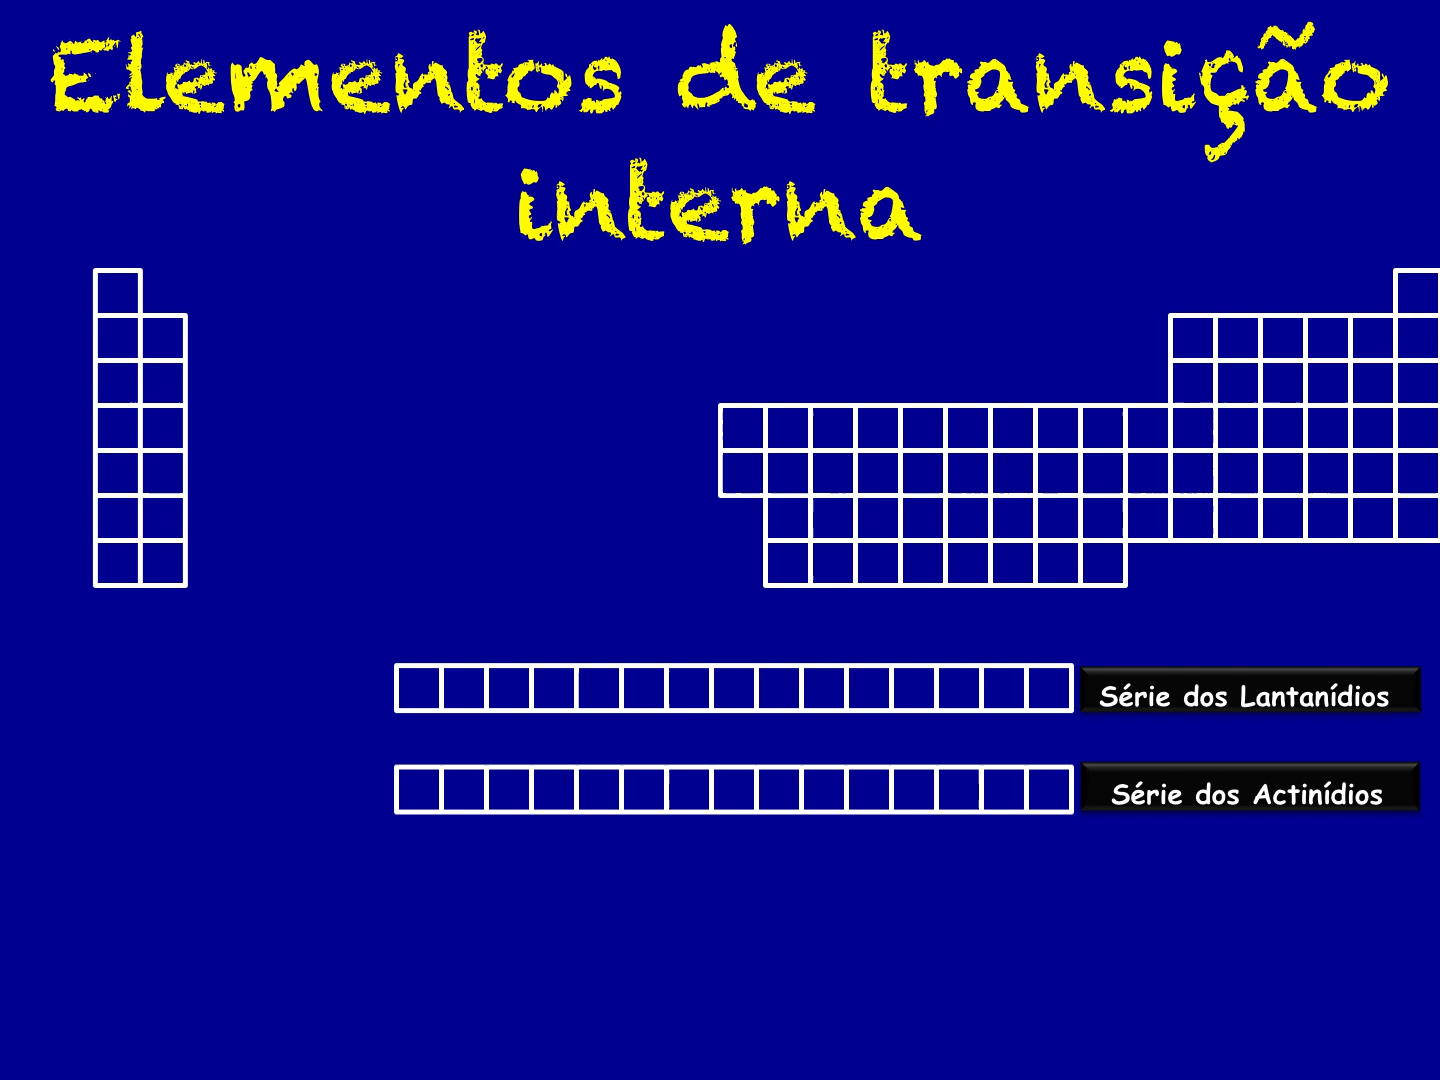 Elementos de transição
interna
Série dos Lantanídios
Série dos Actinídios